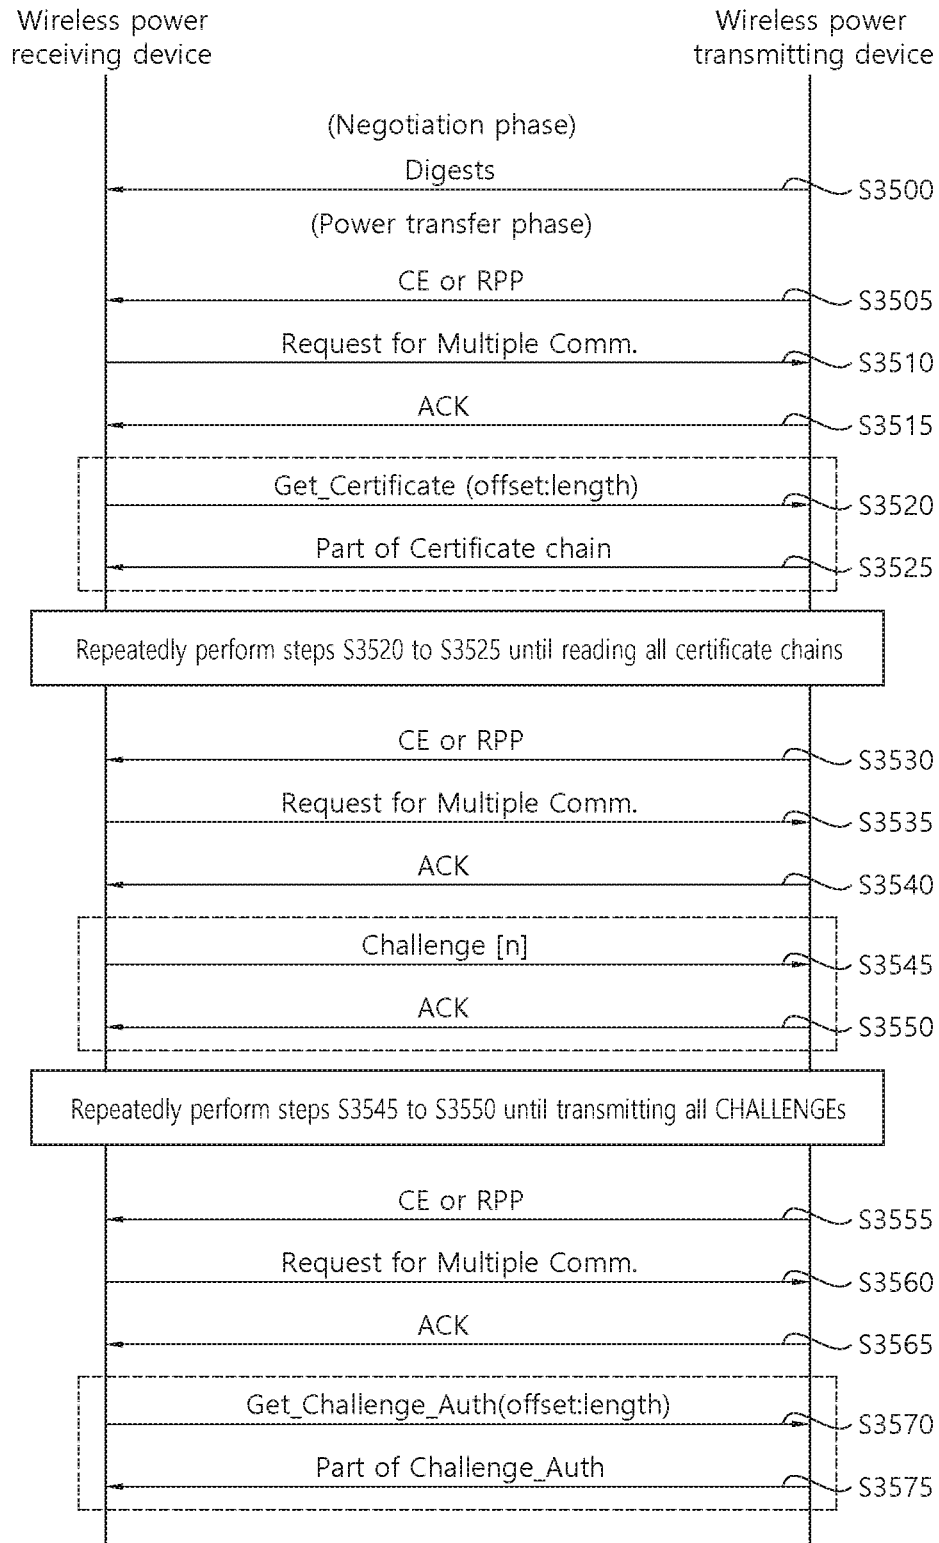 Wireless power
receiving device
Wireless power
transmitting device
(Negotiation phase)
Digests
S3500
(Power transfer phase)
CE or RPP
S3505
Request for Multiple Comm.
S3510
ACK
S3515
Get_Certificate (offset:length)
S3520
Part of Certificate chain
S3525
Repeatedly perform steps S3520 to S3525 until reading all certificate chains
CE or RPP
S3530
Request for Multiple Comm.
S3535
ACK
S3540
Challenge [n]
S3545
ACK
S3550
Repeatedly perform steps S3545 to S3550 until transmitting all CHALLENGEs
CE or RPP
S3555
Request for Multiple Comm.
S3560
ACK
S3565
Get_Challenge_Auth(offset:length)
S3570
Part of Challenge_Auth
S3575